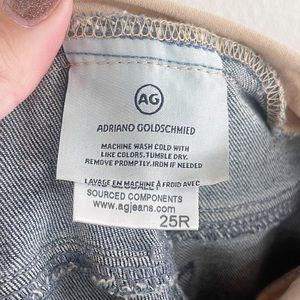 AG
ADRIANO GOLDSCHMIED
MACHINE WASH COLD WITH
LIKE COLORS. TUMBLE DRY.
REMOVE PROMPTLY. IRON IF NEEDED
LAVAGE EN MACHINE À FROID AVEC
SOURCED COMPONENTS
www.agjeans.com
25R